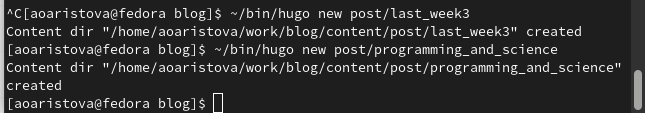 ^C[aoaristova@fedora blog]$ ~/bin/hugo new post/last_week3
Content dir "/home/aoaristova/work/blog/content/post/last_week3" created
[aoaristova@fedora blog]$ ~/bin/hugo new post/programming_and_science
Content dir "/home/aoaristova/work/blog/content/post/programming_and_science"
created
[aoaristova@fedora blog]$